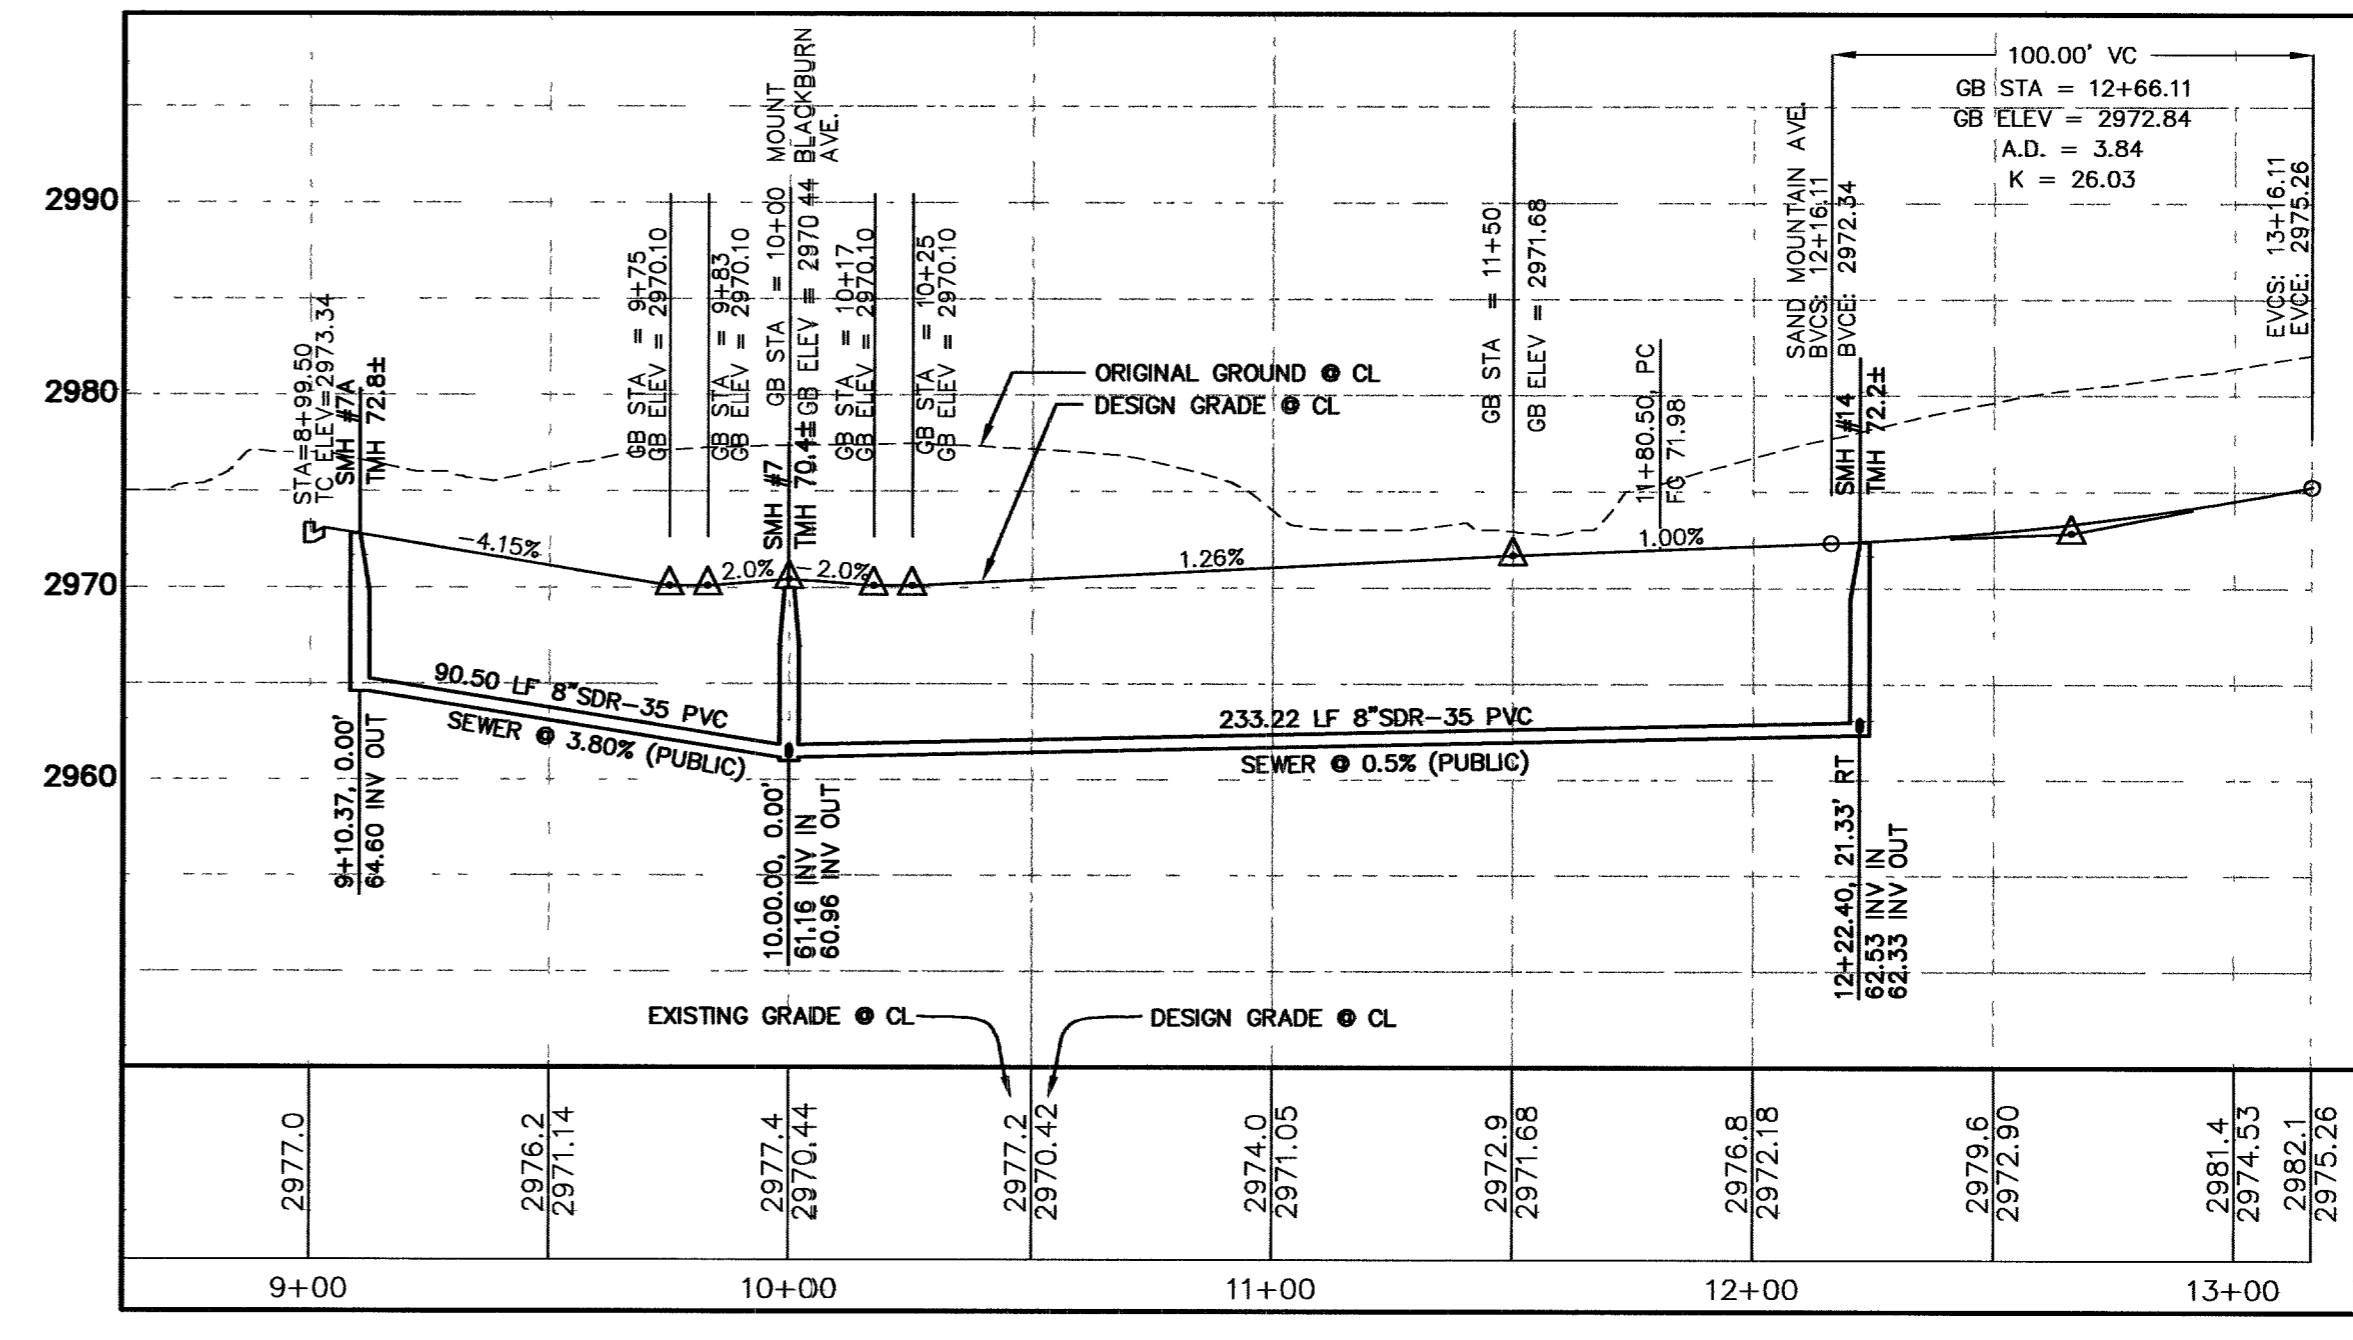 100.00' VC
GB STA = 12+66.11
GB ELEV = 2972.84
A.D. = 3.84
K = 26.03
2990
2980
2970
2960
STA=8+99.50
TC ELEV=2973.34
SMH #7A
TMH 72.8±
GB STA = 9+75
GB ELEV = 2970.10
GB STA = 9+83
GB ELEV = 2970.10
SMH #7 GB STA = 10+00 MOUNT
TMH 70.4± GB ELEV = 2970.44 BLACKBURN
AVE.
GB STA = 10+17
GB ELEV = 2970.10
GB STA = 10+25
GB ELEV = 2970.10
ORIGINAL GROUND @ CL
DESIGN GRADE @ CL
GB STA = 11+50
GB ELEV = 2971.68
11+80.50, PC
FG 71.98
SAND MOUNTAIN AVE.
BVCS: 12+16.11
BVCE: 2972.34
SMH #14
TMH 72.2±
EVCS: 13+16.11
EVCE: 2975.26
-4.15%
2.0%
-2.0%
1.26%
1.00%
90.50 LF 8"SDR-35 PVC
SEWER @ 3.80% (PUBLIC)
233.22 LF 8"SDR-35 PVC
SEWER @ 0.5% (PUBLIC)
9+10.37, 0.00'
64.60 INV OUT
10.00.00, 0.00'
61.16 INV IN
60.96 INV OUT
12+22.40, 21.33' RT
62.53 INV IN
62.33 INV OUT
EXISTING GRADE @ CL
DESIGN GRADE @ CL
2977.0
2976.2
2971.14
2977.4
2970.44
2977.2
2970.42
2974.0
2971.05
2972.9
2971.68
2976.8
2972.18
2979.6
2972.90
2981.4
2974.53
2982.1
2975.26
9+00
10+00
11+00
12+00
13+00